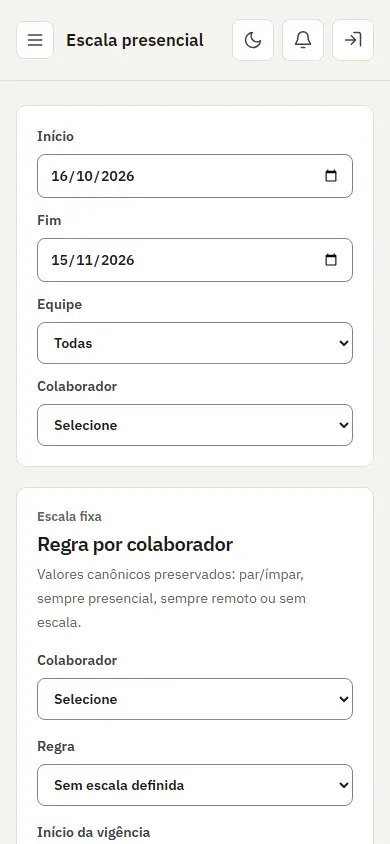 Escala presencial
Início
16/10/2026
Fim
15/11/2026
Equipe
Todas
Colaborador
Selecione
Escala fixa
Regra por colaborador
Valores canônicos preservados: par/ímpar,
sempre presencial, sempre remoto ou sem
escala.
Colaborador
Selecione
Regra
Sem escala definida
Início da vigência